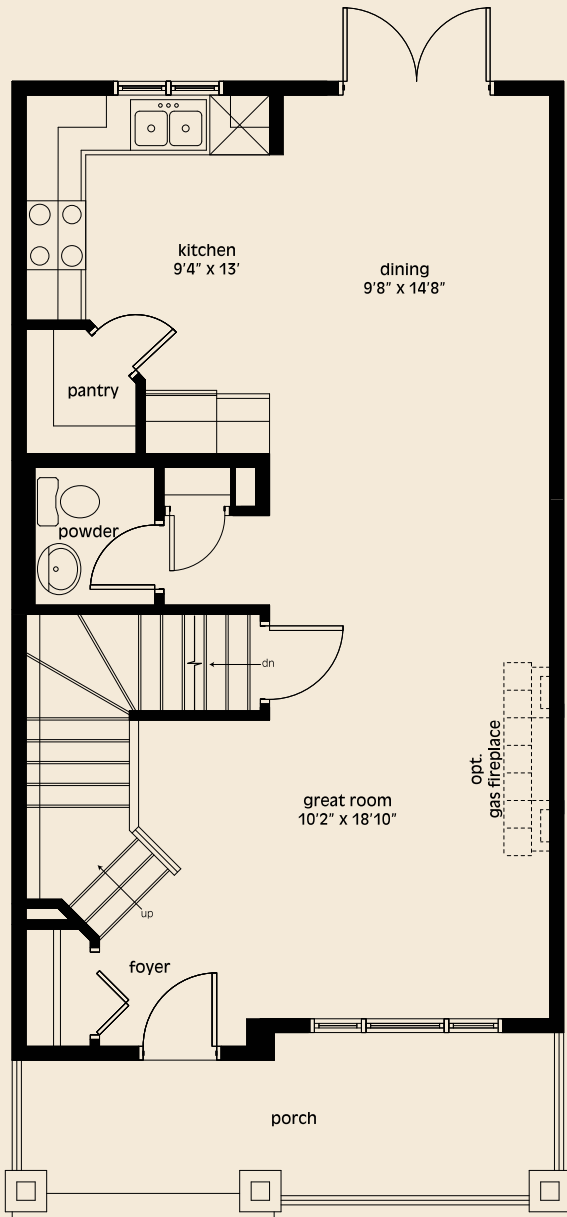 kitchen
9'4" x 13'
dining
9'8" x 14'8"
pantry
powder
dn
opt.
gas fireplace
great room
10'2" x 18'10"
up
foyer
porch